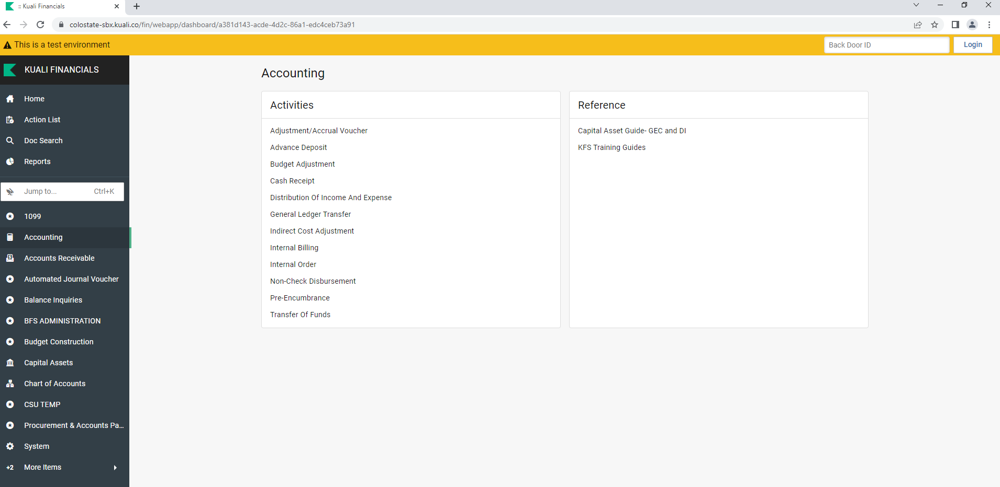 :: Kuali Financials
colostate-sbx.kuali.co/fin/webapp/dashboard/a381d143-acde-4d2c-86a1-edc4ceb73a91
This is a test environment
Back Door ID
Login
KUALI FINANCIALS
Home
Action List
Doc Search
Reports
Jump to... Ctrl+K
1099
Accounting
Accounts Receivable
Automated Journal Voucher
Balance Inquiries
BFS ADMINISTRATION
Budget Construction
Capital Assets
Chart of Accounts
CSU TEMP
Procurement & Accounts Pa...
System
+2 More Items
Accounting
Activities
Adjustment/Accrual Voucher
Advance Deposit
Budget Adjustment
Cash Receipt
Distribution Of Income And Expense
General Ledger Transfer
Indirect Cost Adjustment
Internal Billing
Internal Order
Non-Check Disbursement
Pre-Encumbrance
Transfer Of Funds
Reference
Capital Asset Guide- GEC and DI
KFS Training Guides